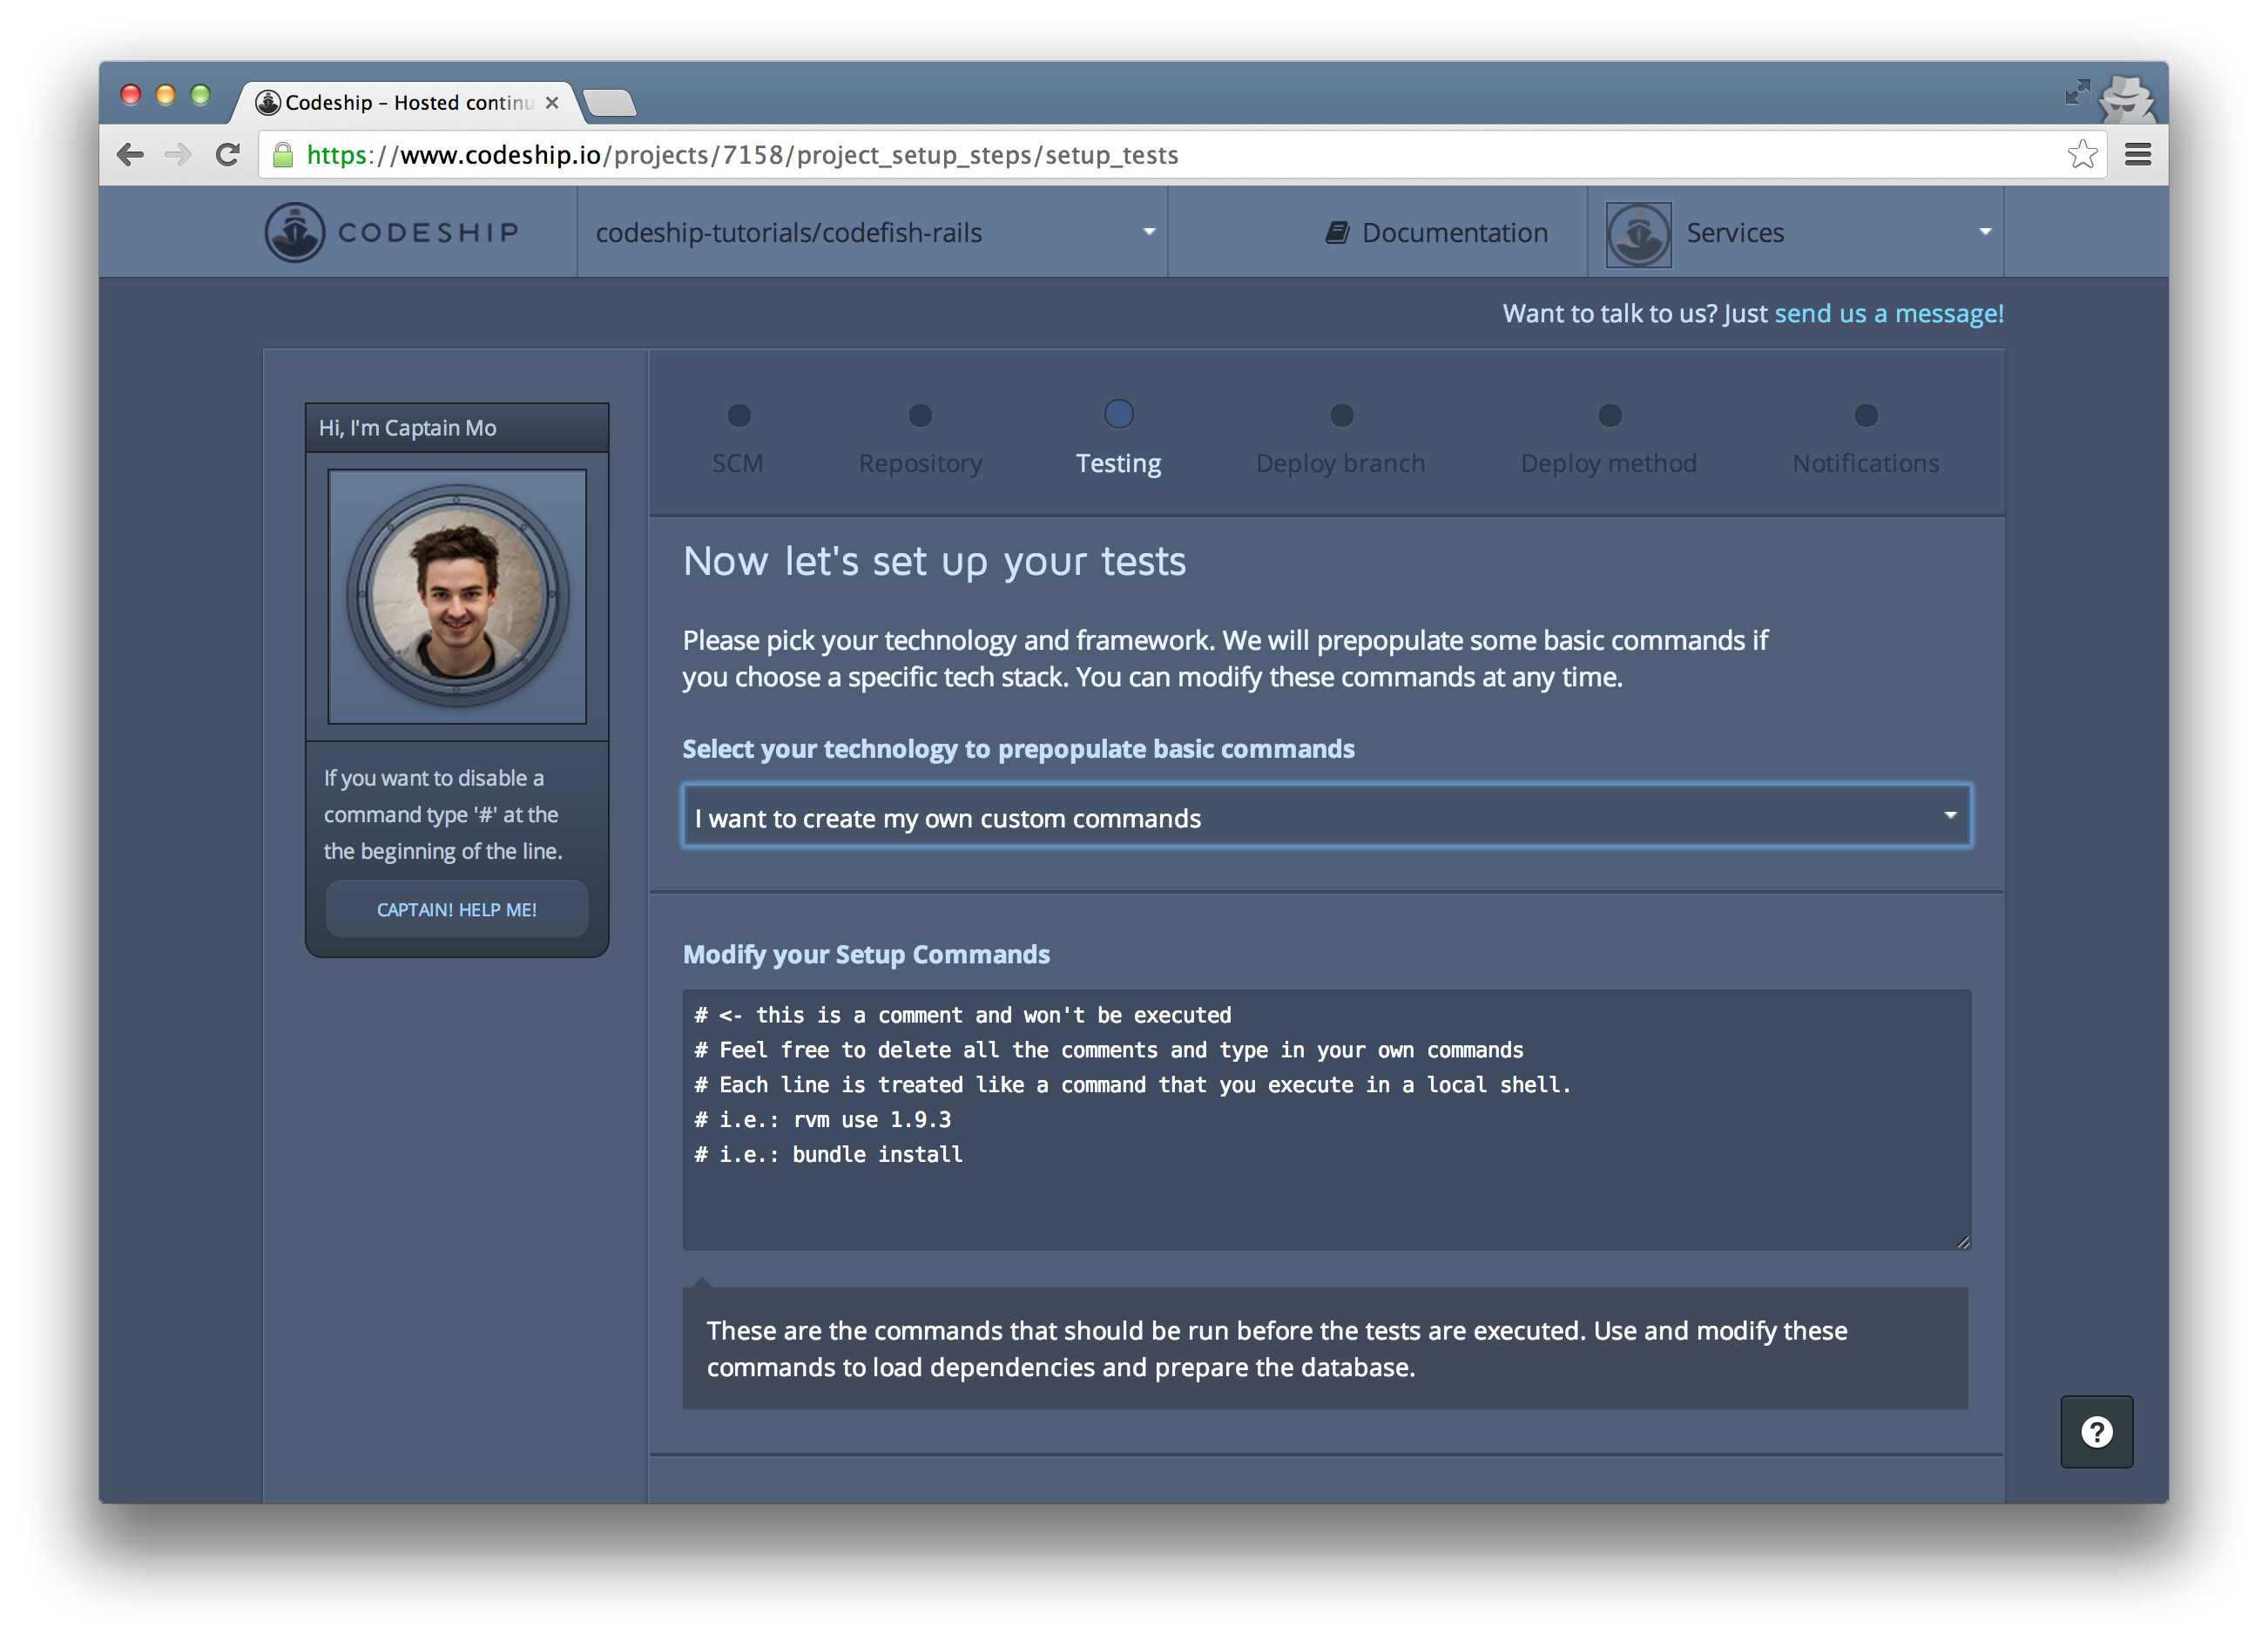 Codeship – Hosted continu
https://www.codeship.io/projects/7158/project_setup_steps/setup_tests
CODESHIP
codeship-tutorials/codefish-rails
Documentation
Services
Want to talk to us? Just send us a message!
Hi, I'm Captain Mo
If you want to disable a
command type '#' at the
the beginning of the line.
CAPTAIN! HELP ME!
SCM
Repository
Testing
Deploy branch
Deploy method
Notifications
Now let's set up your tests
Please pick your technology and framework. We will prepopulate some basic commands if
you choose a specific tech stack. You can modify these commands at any time.
Select your technology to prepopulate basic commands
I want to create my own custom commands
Modify your Setup Commands
# <- this is a comment and won't be executed
# Feel free to delete all the comments and type in your own commands
# Each line is treated like a command that you execute in a local shell.
# i.e.: rvm use 1.9.3
# i.e.: bundle install
These are the commands that should be run before the tests are executed. Use and modify these
commands to load dependencies and prepare the database.
?